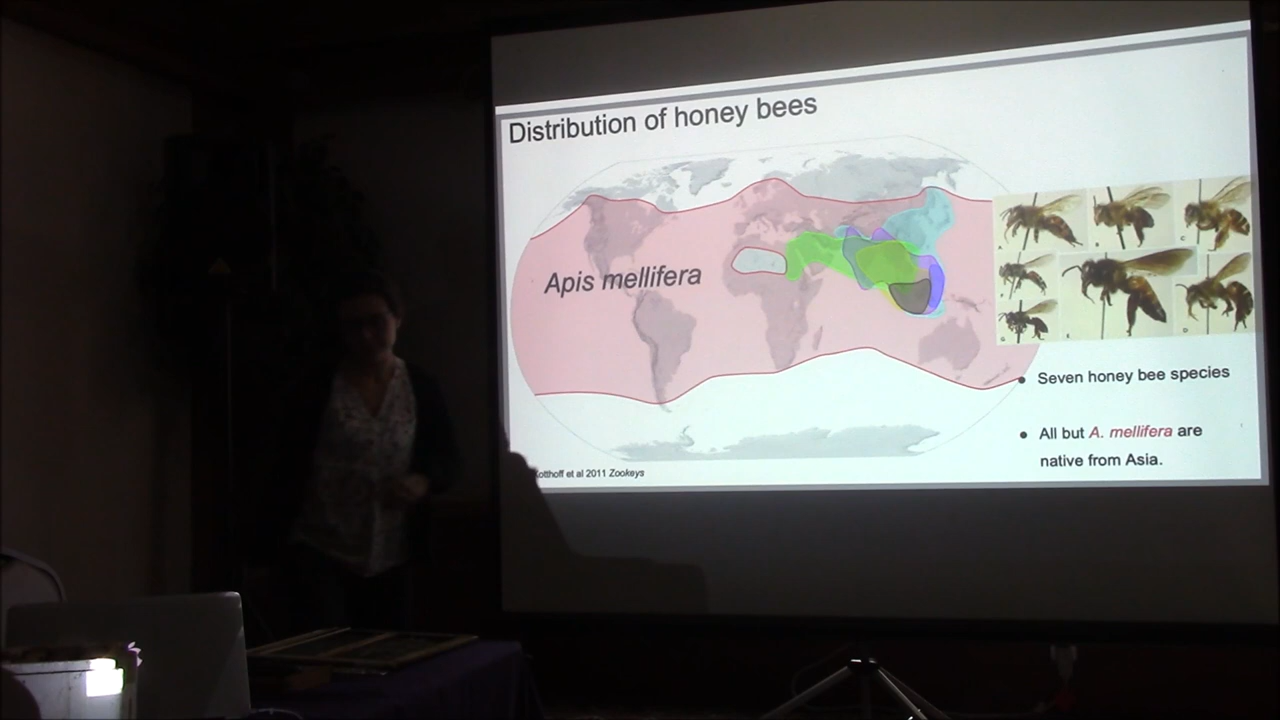 Distribution of honey bees
Apis mellifera
Seven honey bee species
All but A. mellifera are
native from Asia.
Kotthoff et al 2011 Zookeys